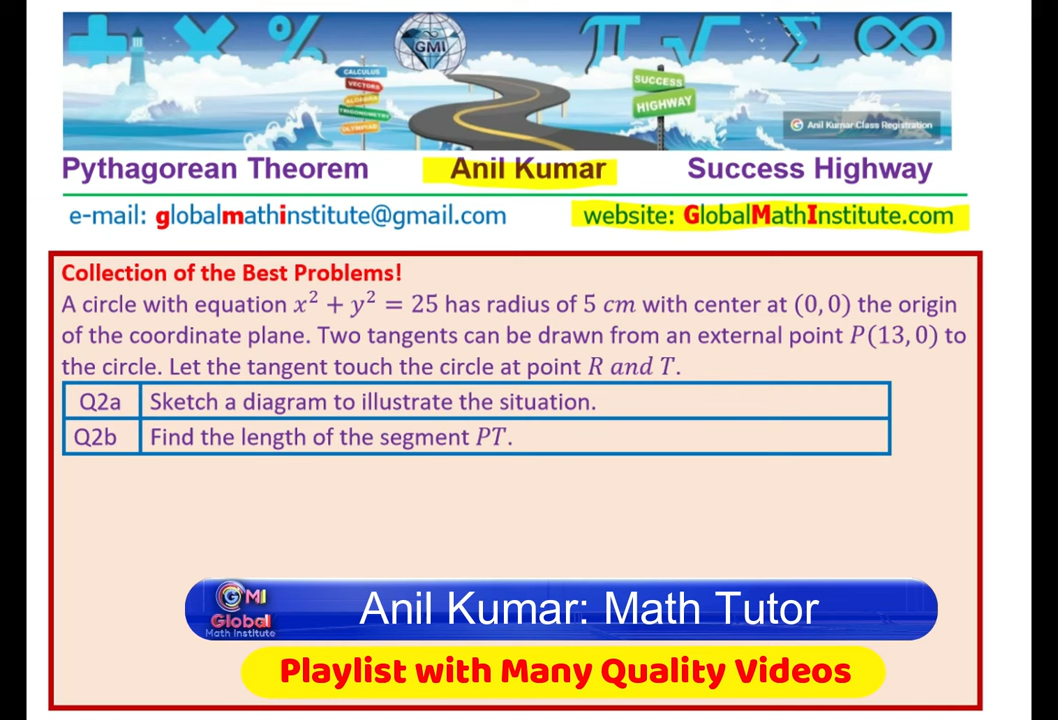 GMI
CALCULUS
VECTORS
ALGEBRA
TRIGONOMETRY
OLYMPIAD
SUCCESS
HIGHWAY
Anil Kumar Class Registration
Pythagorean Theorem Anil Kumar Success Highway
e-mail: globalmathinstitute@gmail.com website: GlobalMathInstitute.com
Collection of the Best Problems!
A circle with equation x² + y² = 25 has radius of 5 cm with center at (0, 0) the origin
of the coordinate plane. Two tangents can be drawn from an external point P(13, 0) to
the circle. Let the tangent touch the circle at point R and T.
Q2a Sketch a diagram to illustrate the situation.
Q2b Find the length of the segment PT.
GMI
Global
Math Institute
Anil Kumar: Math Tutor
Playlist with Many Quality Videos